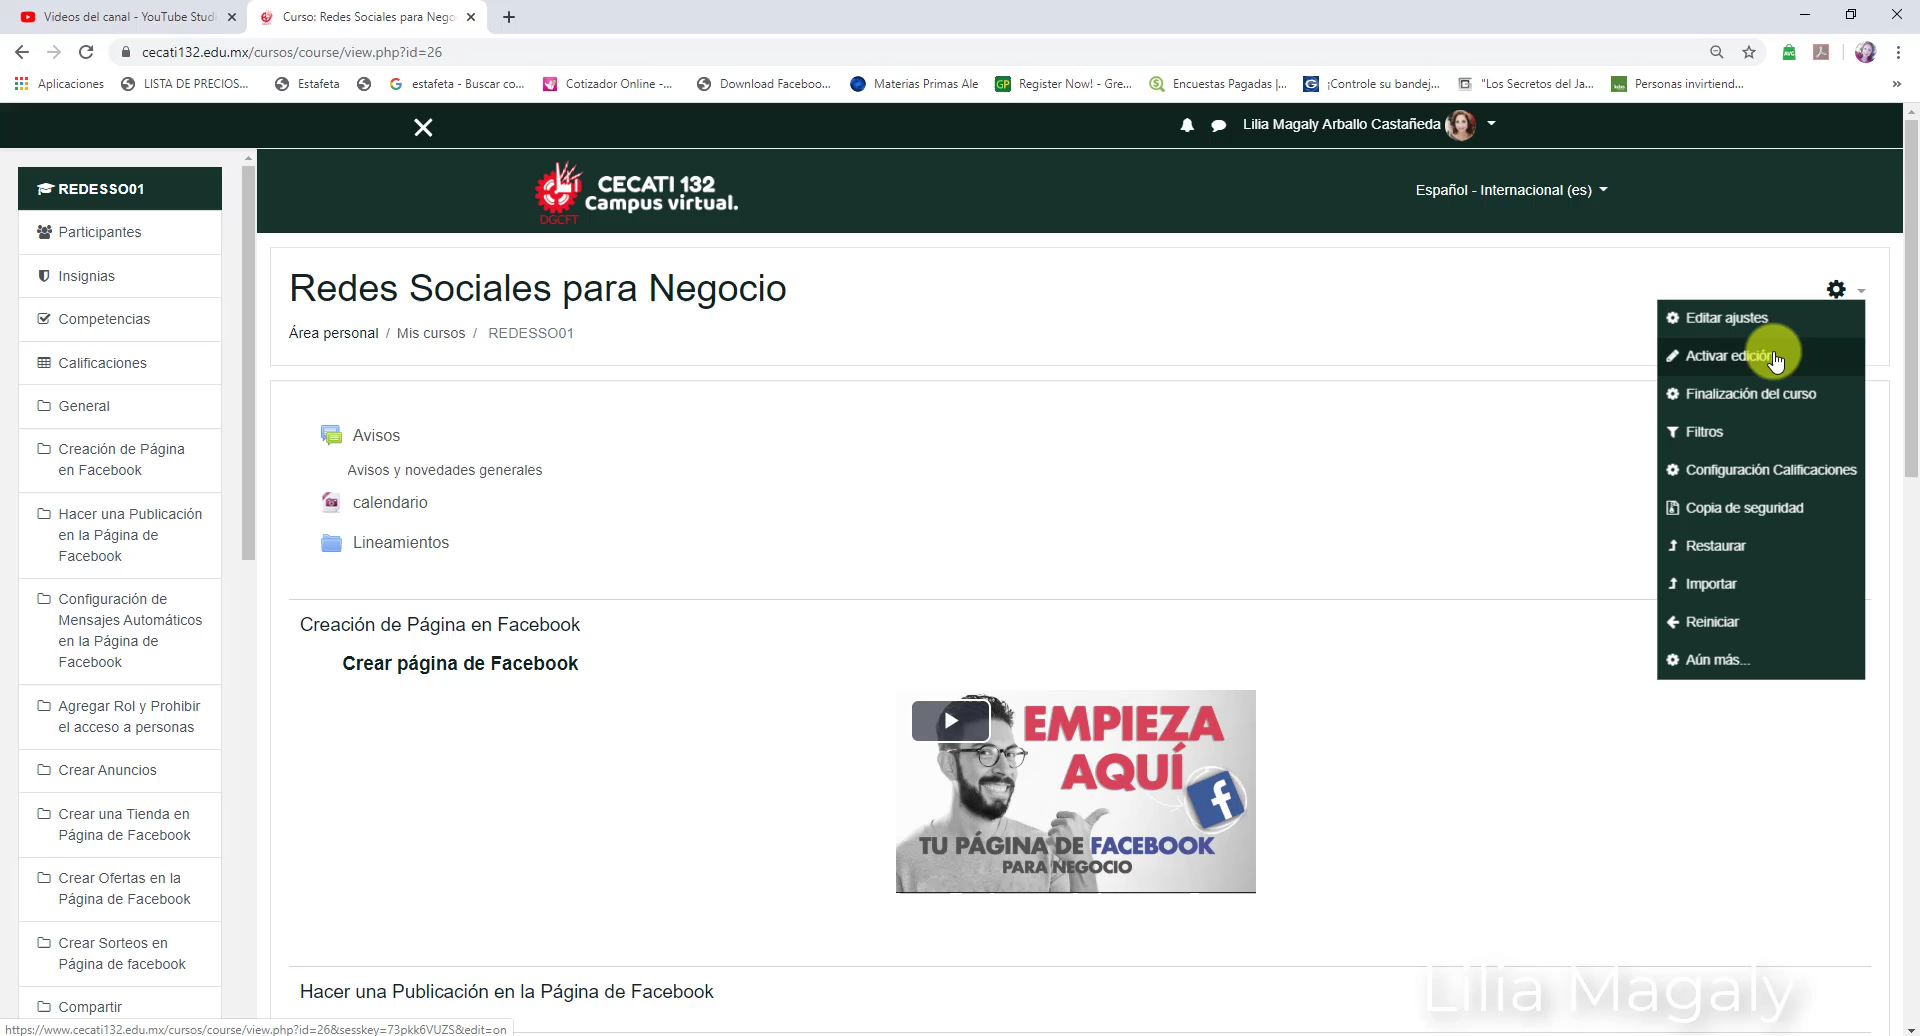 Videos del canal - YouTube Studi
Curso: Redes Sociales para Nego
cecati132.edu.mx/cursos/course/view.php?id=26
Aplicaciones
LISTA DE PRECIOS...
Estafeta
estafeta - Buscar co...
Cotizador Online -...
Download Faceboo...
Materias Primas Ale
Register Now! - Gre...
Encuestas Pagadas |...
¡Controle su bandej...
"Los Secretos del Ja...
Personas invirtiend...
Lilia Magaly Arballo Castañeda
REDESSO01
Participantes
Insignias
Competencias
Calificaciones
General
Creación de Página
en Facebook
Hacer una Publicación
en la Página de
Facebook
Configuración de
Mensajes Automáticos
en la Página de
Facebook
Agregar Rol y Prohibir
el acceso a personas
Crear Anuncios
Crear una Tienda en
Página de Facebook
Crear Ofertas en la
Página de Facebook
Crear Sorteos en
Página de facebook
Compartir
DGCFT
CECATI 132
Campus virtual.
Español - Internacional (es)
Redes Sociales para Negocio
Área personal / Mis cursos / REDESSO01
Editar ajustes
Activar edición
Finalización del curso
Filtros
Configuración Calificaciones
Copia de seguridad
Restaurar
Importar
Reiniciar
Aún más...
Avisos
Avisos y novedades generales
calendario
Lineamientos
Creación de Página en Facebook
Crear página de Facebook
EMPIEZA
AQUÍ
TU PÁGINA DE FACEBOOK
PARA NEGOCIO
Hacer una Publicación en la Página de Facebook
Lilia Magaly
https://www.cecati132.edu.mx/cursos/course/view.php?id=26&sesskey=73pkk6VUZS&edit=on